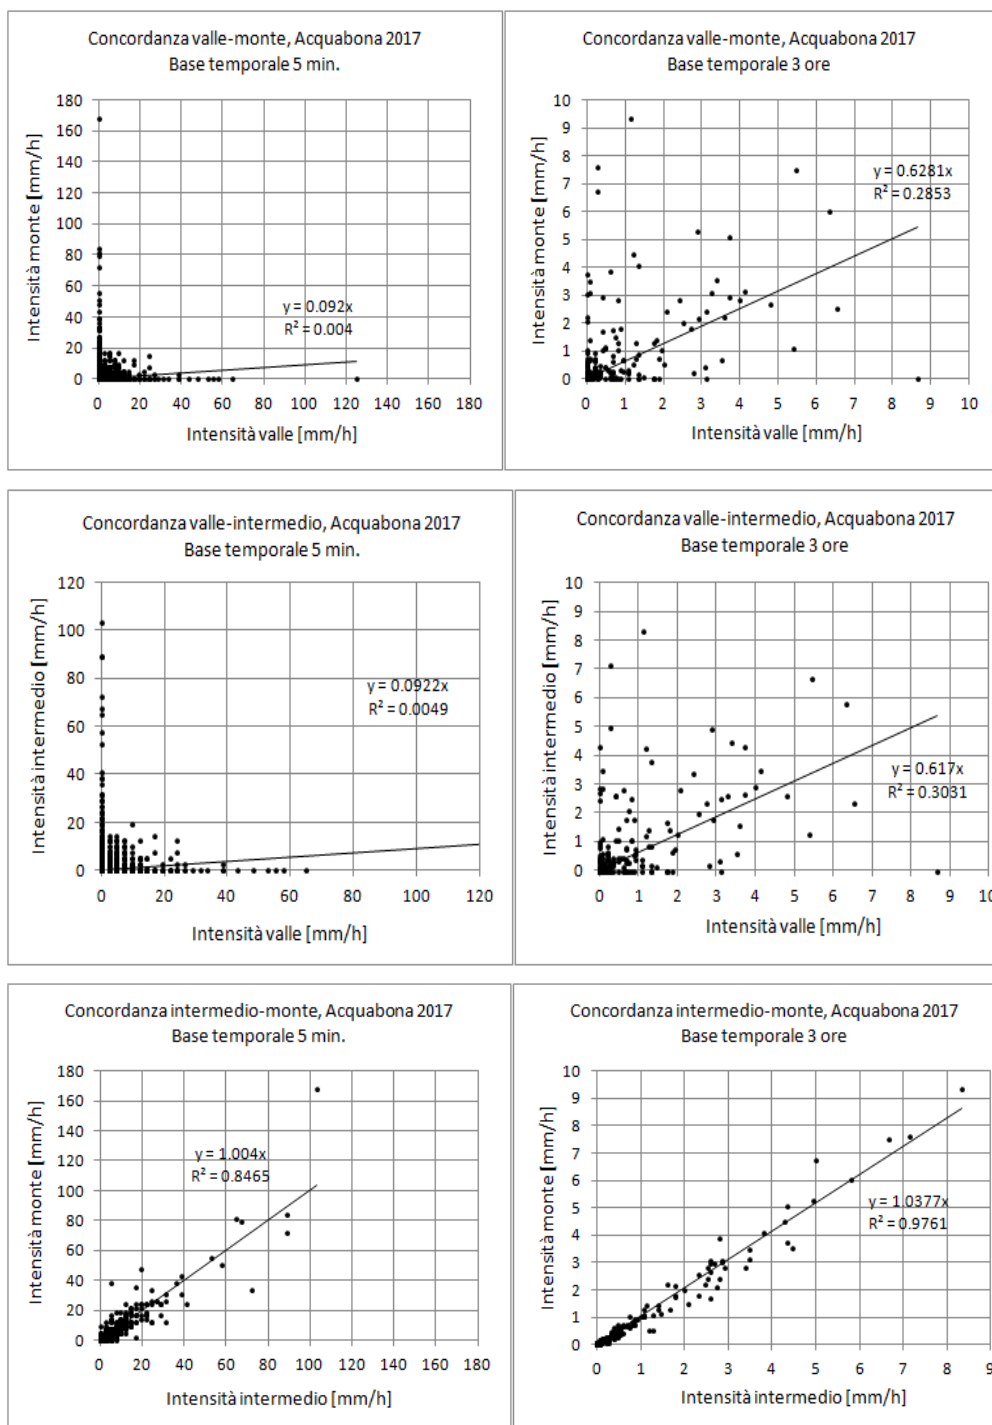 Concordanza valle-monte, Acquabona 2017
Base temporale 5 min.
Intensità monte [mm/h]
180
160
140
120
100
80
60
40
20
0
y = 0.092x
R² = 0.004
0 20 40 60 80 100 120 140 160 180
Intensità valle [mm/h]
Concordanza valle-monte, Acquabona 2017
Base temporale 3 ore
Intensità monte [mm/h]
10
9
8
7
6
5
4
3
2
1
0
y = 0.6281x
R² = 0.2853
0 1 2 3 4 5 6 7 8 9 10
Intensità valle [mm/h]
Concordanza valle-intermedio, Acquabona 2017
Base temporale 5 min.
Intensità intermedio [mm/h]
120
100
80
60
40
20
0
y = 0.0922x
R² = 0.0049
0 20 40 60 80 100 120
Intensità valle [mm/h]
Concordanza valle-intermedio, Acquabona 2017
Base temporale 3 ore
Intensità intermedio [mm/h]
10
9
8
7
6
5
4
3
2
1
0
y = 0.617x
R² = 0.3031
0 1 2 3 4 5 6 7 8 9 10
Intensità valle [mm/h]
Concordanza intermedio-monte, Acquabona 2017
Base temporale 5 min.
Intensità monte [mm/h]
180
160
140
120
100
80
60
40
20
0
y = 1.004x
R² = 0.8465
0 20 40 60 80 100 120 140 160 180
Intensità intermedio [mm/h]
Concordanza intermedio-monte, Acquabona 2017
Base temporale 3 ore
Intensità monte [mm/h]
10
9
8
7
6
5
4
3
2
1
0
y = 1.0377x
R² = 0.9761
0 1 2 3 4 5 6 7 8 9
Intensità intermedio [mm/h]